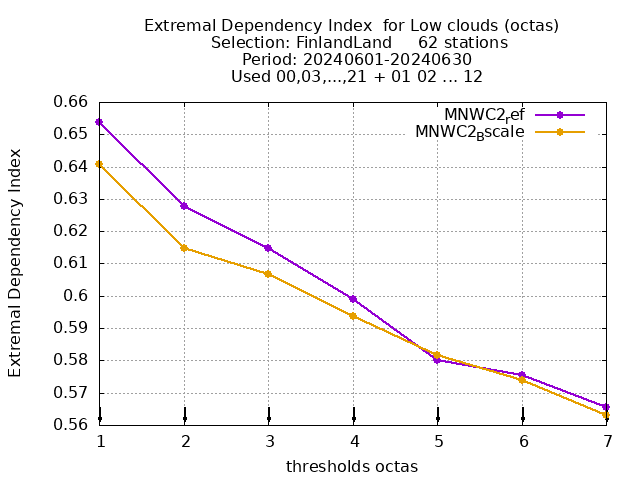 Extremal Dependency Index  for Low clouds (octas)
Selection: FinlandLand     62 stations
Period: 20240601-20240630
Used 00,03,...,21 + 01 02 ... 12
MNWC2_ref
MNWC2_Bscale
0.66
0.65
0.64
0.63
0.62
0.61
0.6
0.59
0.58
0.57
0.56
Extremal Dependency Index
1 2 3 4 5 6 7
thresholds octas